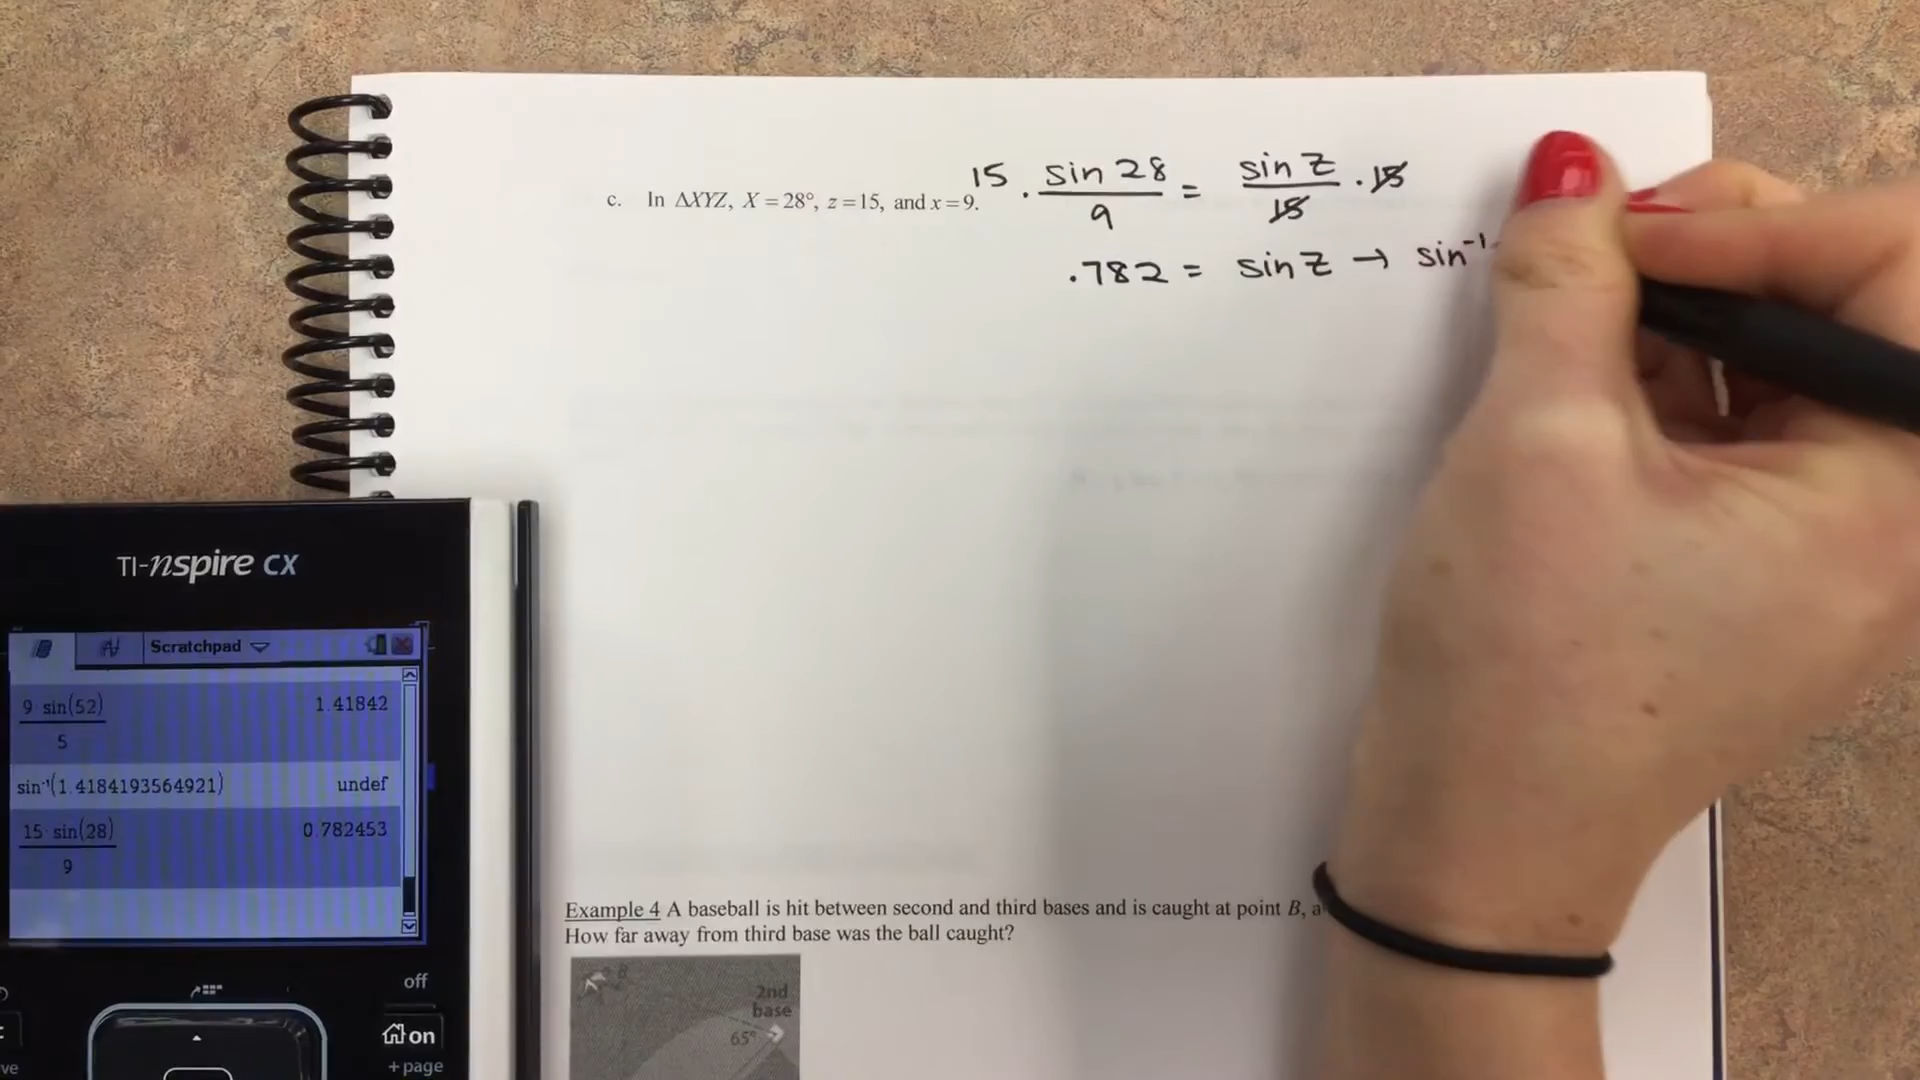 15 · sin 28 / 9 = sin Z / 15 · 15
c. In ΔXYZ, X = 28°, z = 15, and x = 9.
.782 = sin Z → sin⁻¹
TI-nspire CX
Scratchpad
9·sin(52) / 5 1.41842
sin⁻¹(1.4184193564921) undef
15·sin(28) / 9 0.782453
off
on
+page
Example 4 A baseball is hit between second and third bases and is caught at point B, a
How far away from third base was the ball caught?
B
2nd
base
65°